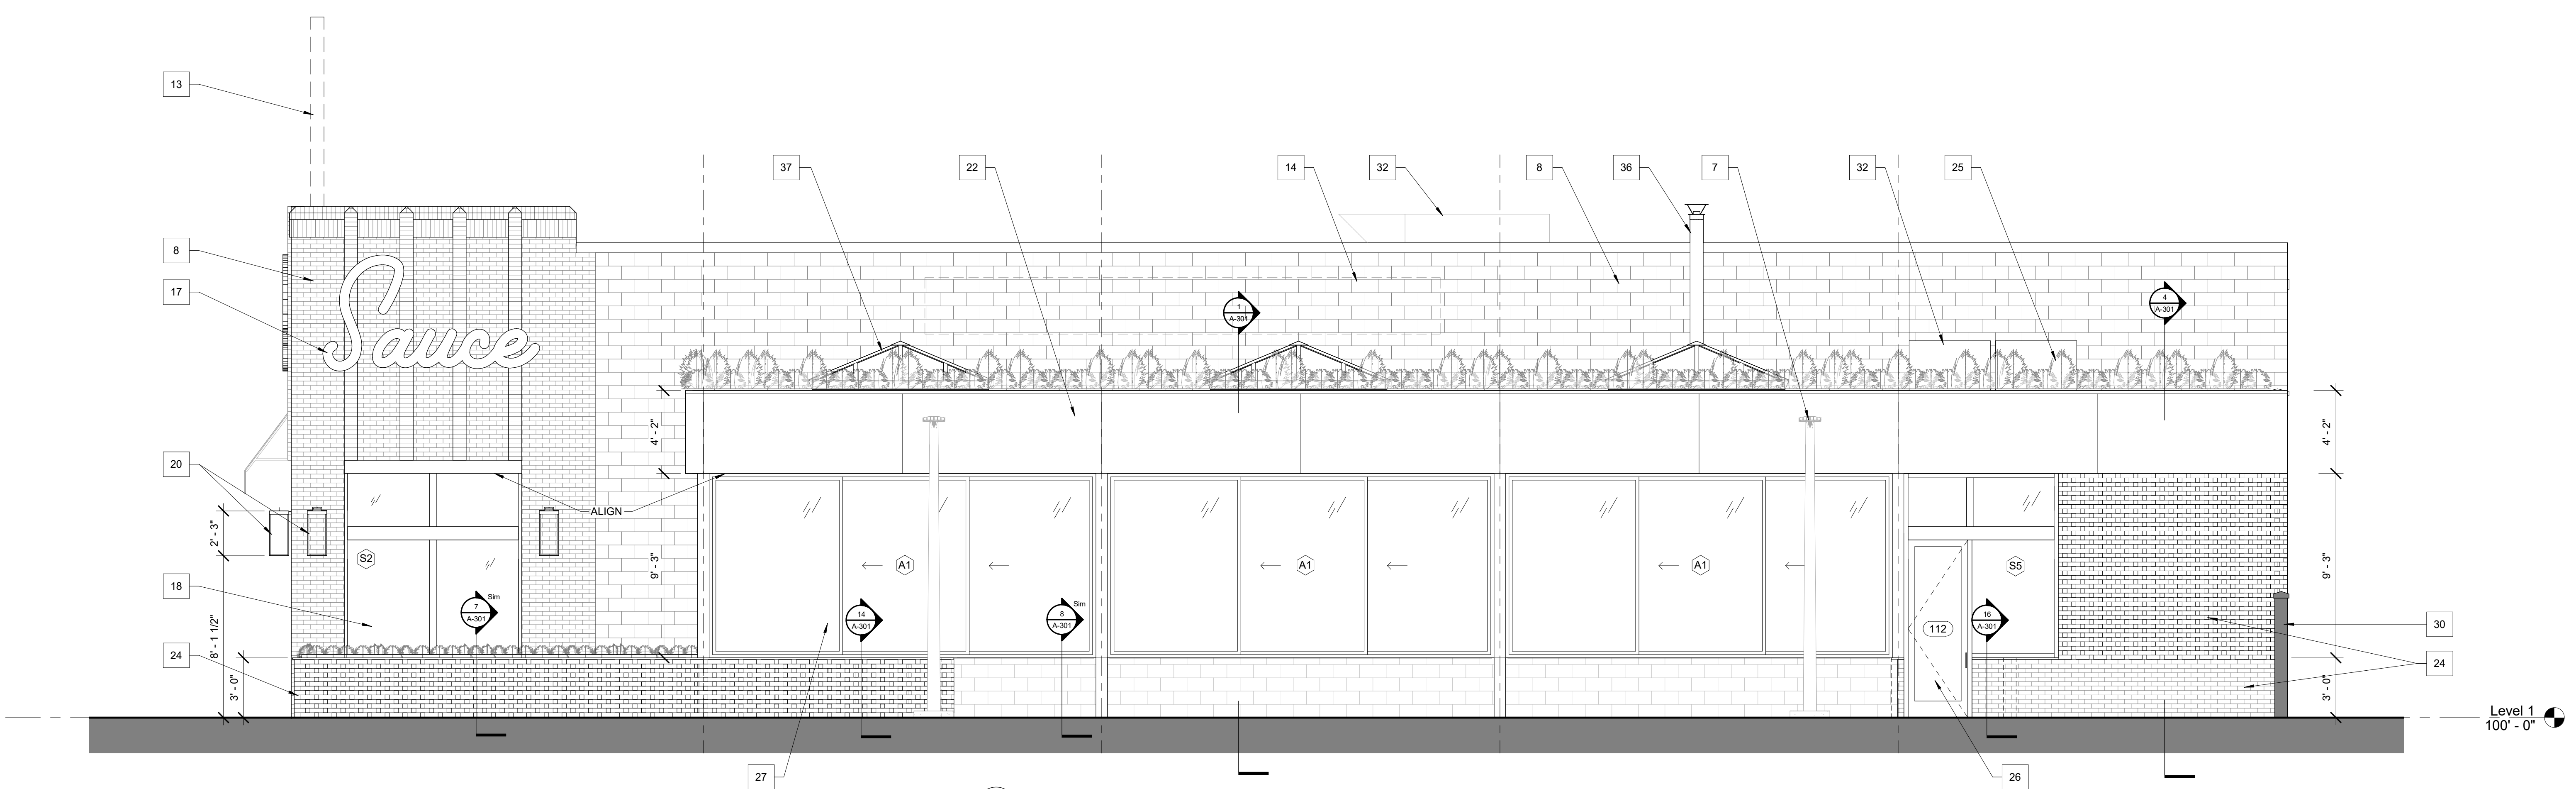 13
37
22
14
32
8
36
7
32
25
8
17
Sauce
1
A-301
4
A-301
4' - 2"
4' - 2"
20
ALIGN
2' - 3"
S2
9' - 3"
A1
A1
A1
S5
9' - 3"
18
8' - 1 1/2"
7
A-301
Sim
14
A-301
8
A-301
Sim
112
16
A-301
30
24
3' - 0"
24
3' - 0"
Level 1
100' - 0"
27
26